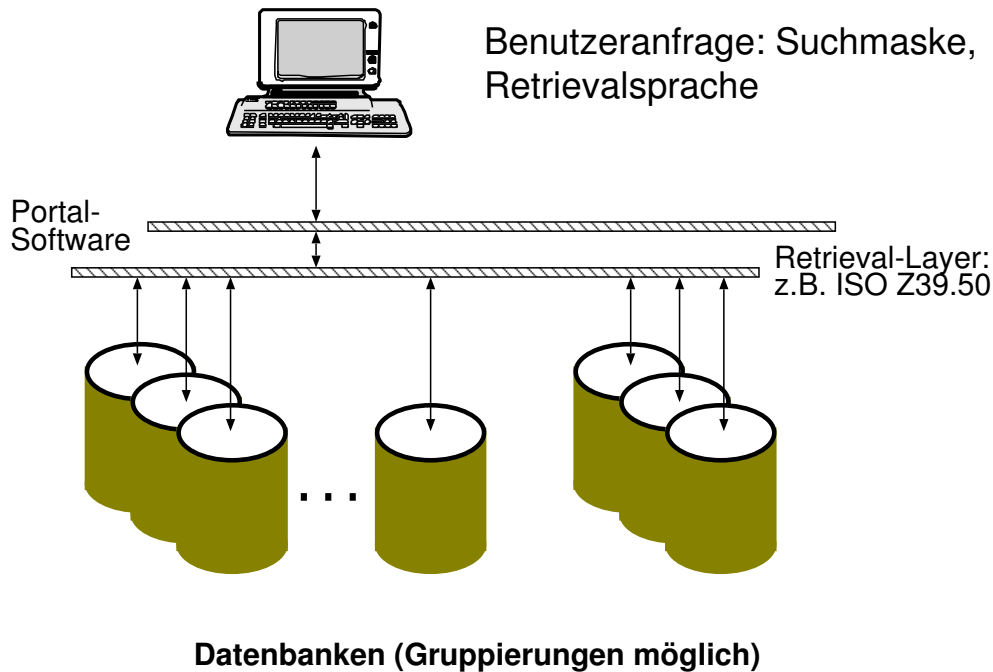 Benutzeranfrage: Suchmaske,
Retrievalsprache
Portal-
Software
Retrieval-Layer:
z.B. ISO Z39.50
. . .
Datenbanken (Gruppierungen möglich)